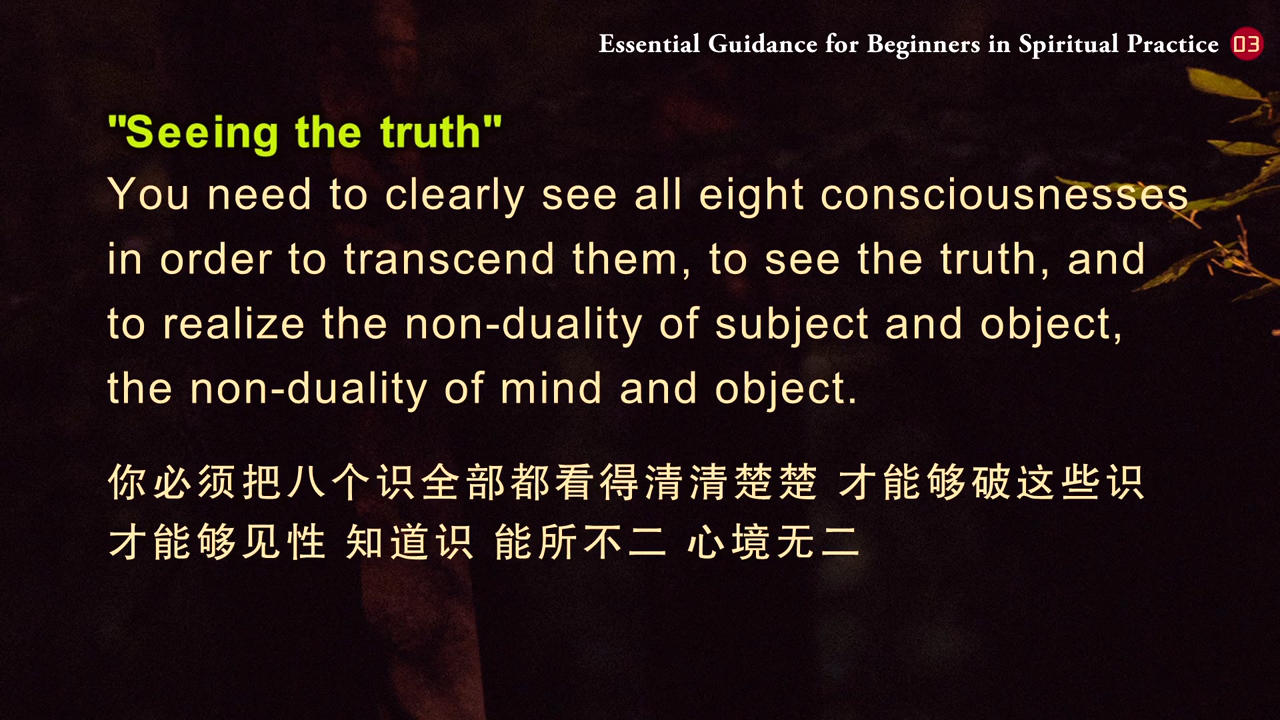 Essential Guidance for Beginners in Spiritual Practice 03
"Seeing the truth"
You need to clearly see all eight consciousnesses
in order to transcend them, to see the truth, and
to realize the non-duality of subject and object,
the non-duality of mind and object.
你必须把八个识全部都看得清清楚楚 才能够破这些识
才能够见性 知道识 能所不二 心境无二